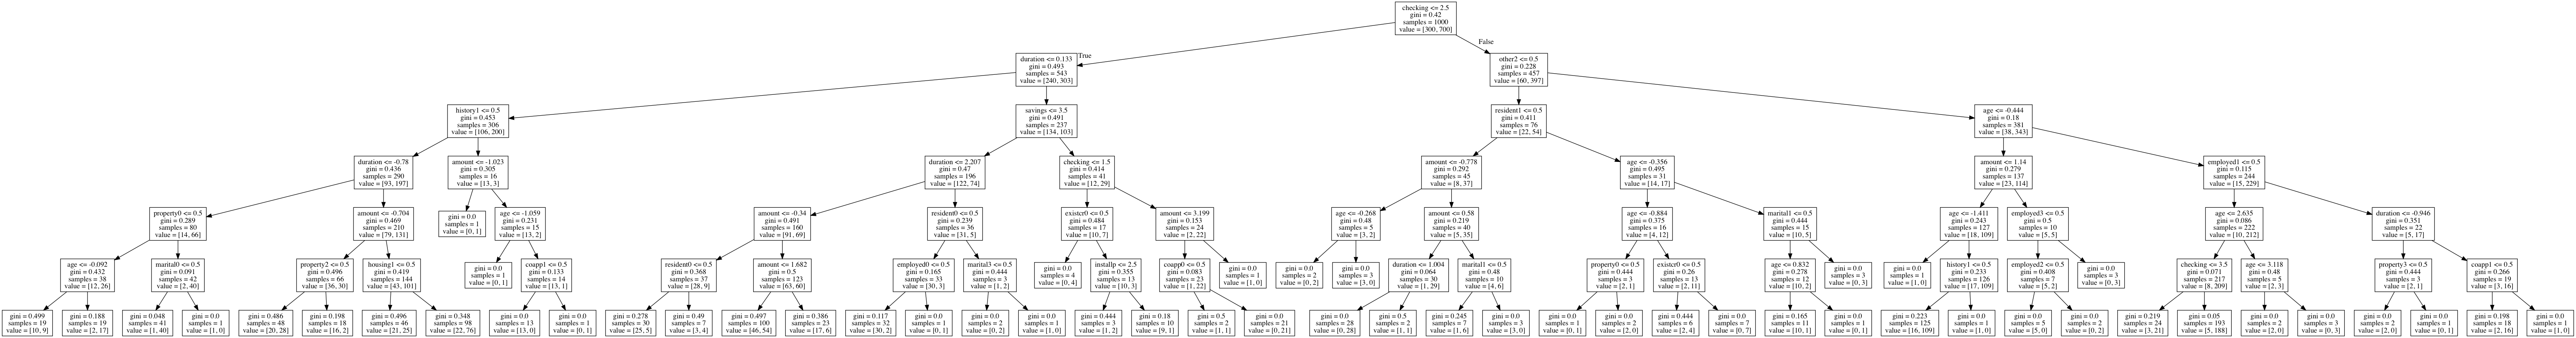 checking <= 2.5
gini = 0.42
samples = 1000
value = [300, 700]
True
False
duration <= 0.133
gini = 0.493
samples = 543
value = [240, 303]
other2 <= 0.5
gini = 0.228
samples = 457
value = [60, 397]
history1 <= 0.5
gini = 0.453
samples = 306
value = [106, 200]
savings <= 3.5
gini = 0.491
samples = 237
value = [134, 103]
resident1 <= 0.5
gini = 0.411
samples = 76
value = [22, 54]
age <= -0.444
gini = 0.18
samples = 381
value = [38, 343]
duration <= -0.78
gini = 0.436
samples = 290
value = [93, 197]
amount <= -1.023
gini = 0.305
samples = 16
value = [13, 3]
duration <= 2.207
gini = 0.47
samples = 196
value = [122, 74]
checking <= 1.5
gini = 0.414
samples = 41
value = [12, 29]
amount <= -0.778
gini = 0.292
samples = 45
value = [8, 37]
age <= -0.356
gini = 0.495
samples = 31
value = [14, 17]
amount <= 1.14
gini = 0.279
samples = 137
value = [23, 114]
employed1 <= 0.5
gini = 0.115
samples = 244
value = [15, 229]
property0 <= 0.5
gini = 0.289
samples = 80
value = [14, 66]
amount <= -0.704
gini = 0.469
samples = 210
value = [79, 131]
gini = 0.0
samples = 1
value = [0, 1]
age <= -1.059
gini = 0.231
samples = 15
value = [13, 2]
amount <= -0.34
gini = 0.491
samples = 160
value = [91, 69]
resident0 <= 0.5
gini = 0.239
samples = 36
value = [31, 5]
existcr0 <= 0.5
gini = 0.484
samples = 17
value = [10, 7]
amount <= 3.199
gini = 0.153
samples = 24
value = [2, 22]
age <= -0.268
gini = 0.48
samples = 5
value = [3, 2]
amount <= 0.58
gini = 0.219
samples = 40
value = [5, 35]
age <= -0.884
gini = 0.375
samples = 16
value = [4, 12]
marital1 <= 0.5
gini = 0.444
samples = 15
value = [10, 5]
age <= -1.411
gini = 0.243
samples = 127
value = [18, 109]
employed3 <= 0.5
gini = 0.5
samples = 10
value = [5, 5]
age <= 2.635
gini = 0.086
samples = 222
value = [10, 212]
duration <= -0.946
gini = 0.351
samples = 22
value = [5, 17]
age <= -0.092
gini = 0.432
samples = 38
value = [12, 26]
marital0 <= 0.5
gini = 0.091
samples = 42
value = [2, 40]
property2 <= 0.5
gini = 0.496
samples = 66
value = [36, 30]
housing1 <= 0.5
gini = 0.419
samples = 144
value = [43, 101]
gini = 0.0
samples = 1
value = [0, 1]
coapp1 <= 0.5
gini = 0.133
samples = 14
value = [13, 1]
resident0 <= 0.5
gini = 0.368
samples = 37
value = [28, 9]
amount <= 1.682
gini = 0.5
samples = 123
value = [63, 60]
employed0 <= 0.5
gini = 0.165
samples = 33
value = [30, 3]
marital3 <= 0.5
gini = 0.444
samples = 3
value = [1, 2]
gini = 0.0
samples = 4
value = [0, 4]
installp <= 2.5
gini = 0.355
samples = 13
value = [10, 3]
coapp0 <= 0.5
gini = 0.083
samples = 23
value = [1, 22]
gini = 0.0
samples = 1
value = [1, 0]
gini = 0.0
samples = 2
value = [0, 2]
gini = 0.0
samples = 3
value = [3, 0]
duration <= 1.004
gini = 0.064
samples = 30
value = [1, 29]
marital1 <= 0.5
gini = 0.48
samples = 10
value = [4, 6]
property0 <= 0.5
gini = 0.444
samples = 3
value = [2, 1]
existcr0 <= 0.5
gini = 0.26
samples = 13
value = [2, 11]
age <= 0.832
gini = 0.278
samples = 12
value = [10, 2]
gini = 0.0
samples = 3
value = [0, 3]
gini = 0.0
samples = 1
value = [1, 0]
history1 <= 0.5
gini = 0.233
samples = 126
value = [17, 109]
employed2 <= 0.5
gini = 0.408
samples = 7
value = [5, 2]
gini = 0.0
samples = 3
value = [0, 3]
checking <= 3.5
gini = 0.071
samples = 217
value = [8, 209]
age <= 3.118
gini = 0.48
samples = 5
value = [2, 3]
property3 <= 0.5
gini = 0.444
samples = 3
value = [2, 1]
coapp1 <= 0.5
gini = 0.266
samples = 19
value = [3, 16]
gini = 0.499
samples = 19
value = [10, 9]
gini = 0.188
samples = 19
value = [2, 17]
gini = 0.048
samples = 41
value = [1, 40]
gini = 0.0
samples = 1
value = [1, 0]
gini = 0.486
samples = 48
value = [20, 28]
gini = 0.198
samples = 18
value = [16, 2]
gini = 0.496
samples = 46
value = [21, 25]
gini = 0.348
samples = 98
value = [22, 76]
gini = 0.0
samples = 13
value = [13, 0]
gini = 0.0
samples = 1
value = [0, 1]
gini = 0.278
samples = 30
value = [25, 5]
gini = 0.49
samples = 7
value = [3, 4]
gini = 0.497
samples = 100
value = [46, 54]
gini = 0.386
samples = 23
value = [17, 6]
gini = 0.117
samples = 32
value = [30, 2]
gini = 0.0
samples = 1
value = [0, 1]
gini = 0.0
samples = 2
value = [0, 2]
gini = 0.0
samples = 1
value = [1, 0]
gini = 0.444
samples = 3
value = [1, 2]
gini = 0.18
samples = 10
value = [9, 1]
gini = 0.5
samples = 2
value = [1, 1]
gini = 0.0
samples = 21
value = [0, 21]
gini = 0.0
samples = 28
value = [0, 28]
gini = 0.5
samples = 2
value = [1, 1]
gini = 0.245
samples = 7
value = [1, 6]
gini = 0.0
samples = 3
value = [3, 0]
gini = 0.0
samples = 1
value = [0, 1]
gini = 0.0
samples = 2
value = [2, 0]
gini = 0.444
samples = 6
value = [2, 4]
gini = 0.0
samples = 7
value = [0, 7]
gini = 0.165
samples = 11
value = [10, 1]
gini = 0.0
samples = 1
value = [0, 1]
gini = 0.223
samples = 125
value = [16, 109]
gini = 0.0
samples = 1
value = [1, 0]
gini = 0.0
samples = 5
value = [5, 0]
gini = 0.0
samples = 2
value = [0, 2]
gini = 0.219
samples = 24
value = [3, 21]
gini = 0.05
samples = 193
value = [5, 188]
gini = 0.0
samples = 2
value = [2, 0]
gini = 0.0
samples = 3
value = [0, 3]
gini = 0.0
samples = 2
value = [2, 0]
gini = 0.0
samples = 1
value = [0, 1]
gini = 0.198
samples = 18
value = [2, 16]
gini = 0.0
samples = 1
value = [1, 0]